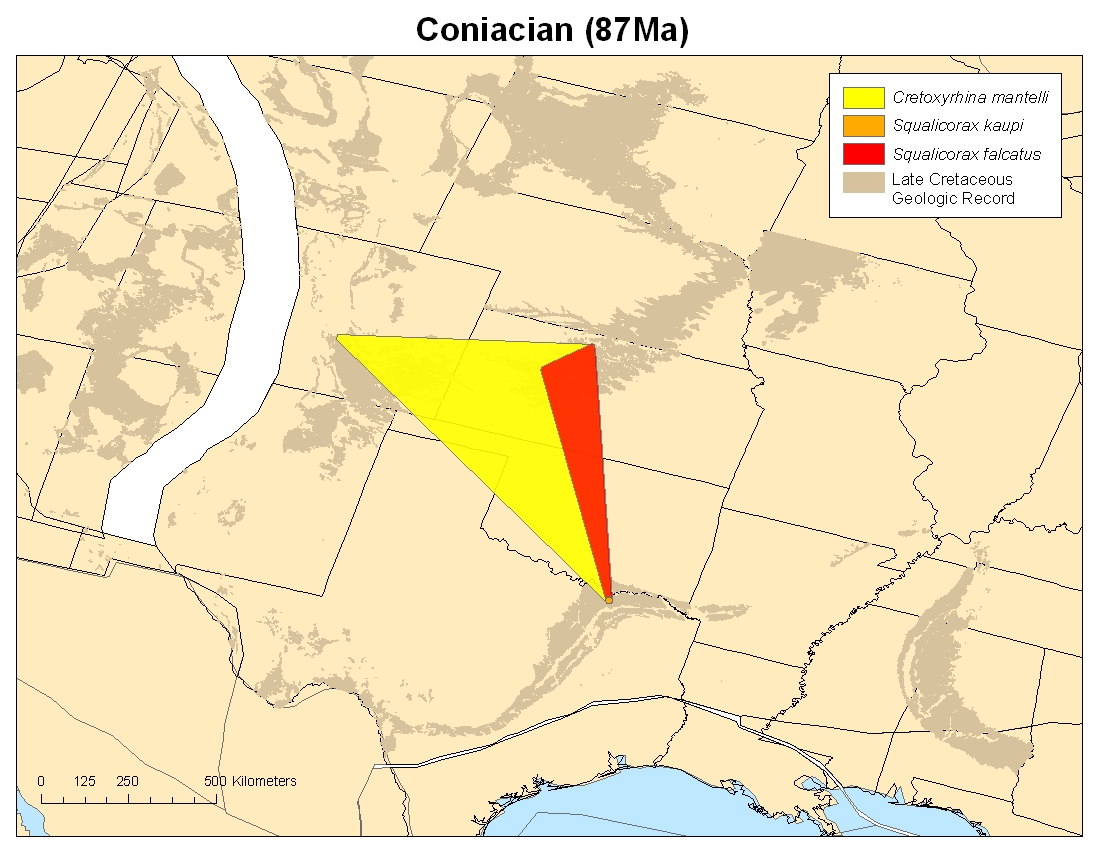 Coniacian (87Ma)
Cretoxyrhina mantelli
Squalicorax kaupi
Squalicorax falcatus
Late Cretaceous
Geologic Record
0 125 250 500 Kilometers